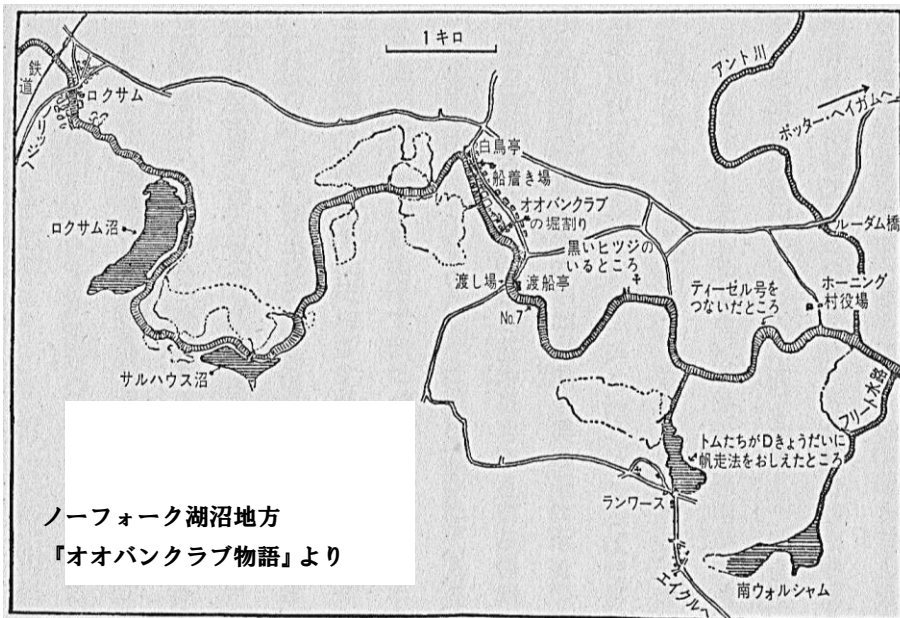 1キロ
鉄道
ロクサム
ノリッジへ
アント川
ポッター・ヘイガムへ
白鳥亭
船着き場
オオバンクラブ
の堀割り
ロクサム沼
黒いヒツジの
いるところ
ルーダム橋
渡し場
渡船亭
No.7
ティーゼル号を
つないだところ
ホーニング
村役場
サルハウス沼
フリート水路
トムたちがDきょうだいに
帆走法をおしえたところ
ランワース
エイクルへ
南ウォルシャム
ノーフォーク湖沼地方
『オオバンクラブ物語』より